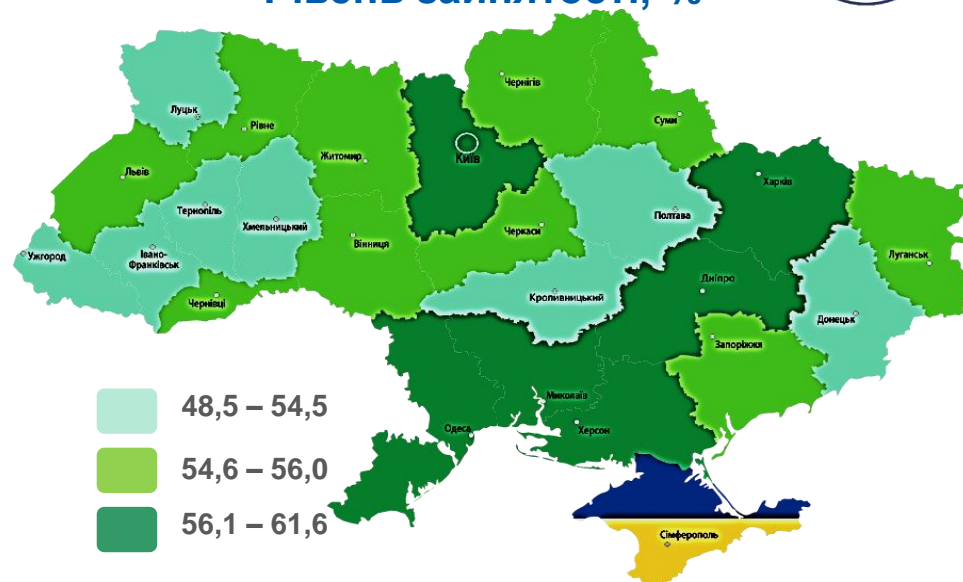 Рівень зайнятості, %
Чернігів
Луцьк
Суми
Рівне
Київ
Житомир
Харків
Львів
Тернопіль
Полтава
Хмельницький
Черкаси
Вінниця
Ужгород
Івано-
Франківськ
Луганськ
Дніпро
Кропивницький
Чернівці
Донецьк
Запоріжжя
48,5 – 54,5
Миколаїв
Одеса
Херсон
54,6 – 56,0
56,1 – 61,6
Сімферополь